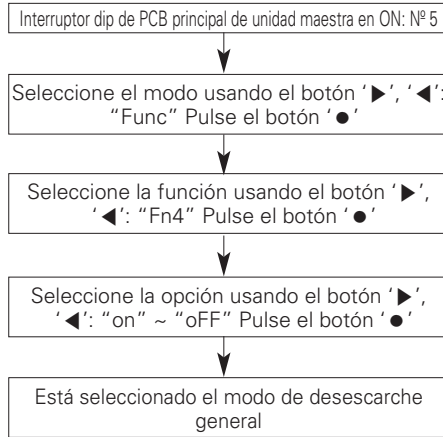 Interruptor dip de PCB principal de unidad maestra en ON: Nº 5
Seleccione el modo usando el botón ‘▶’, ‘◀’:
“Func” Pulse el botón ‘●’
Seleccione la función usando el botón ‘▶’,
‘◀’: “Fn4” Pulse el botón ‘●’
Seleccione la opción usando el botón ‘▶’,
‘◀’: “on” ~ “oFF” Pulse el botón ‘●’
Está seleccionado el modo de desescarche
general